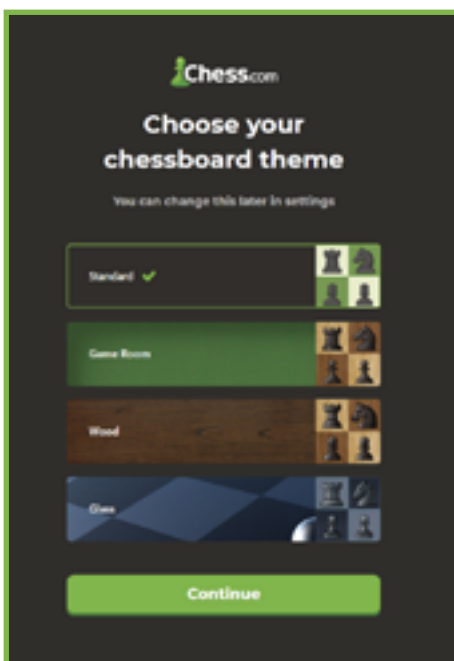 Chess.com
Choose your
chessboard theme
You can change this later in settings
Standard
Game Room
Wood
Glass
Continue